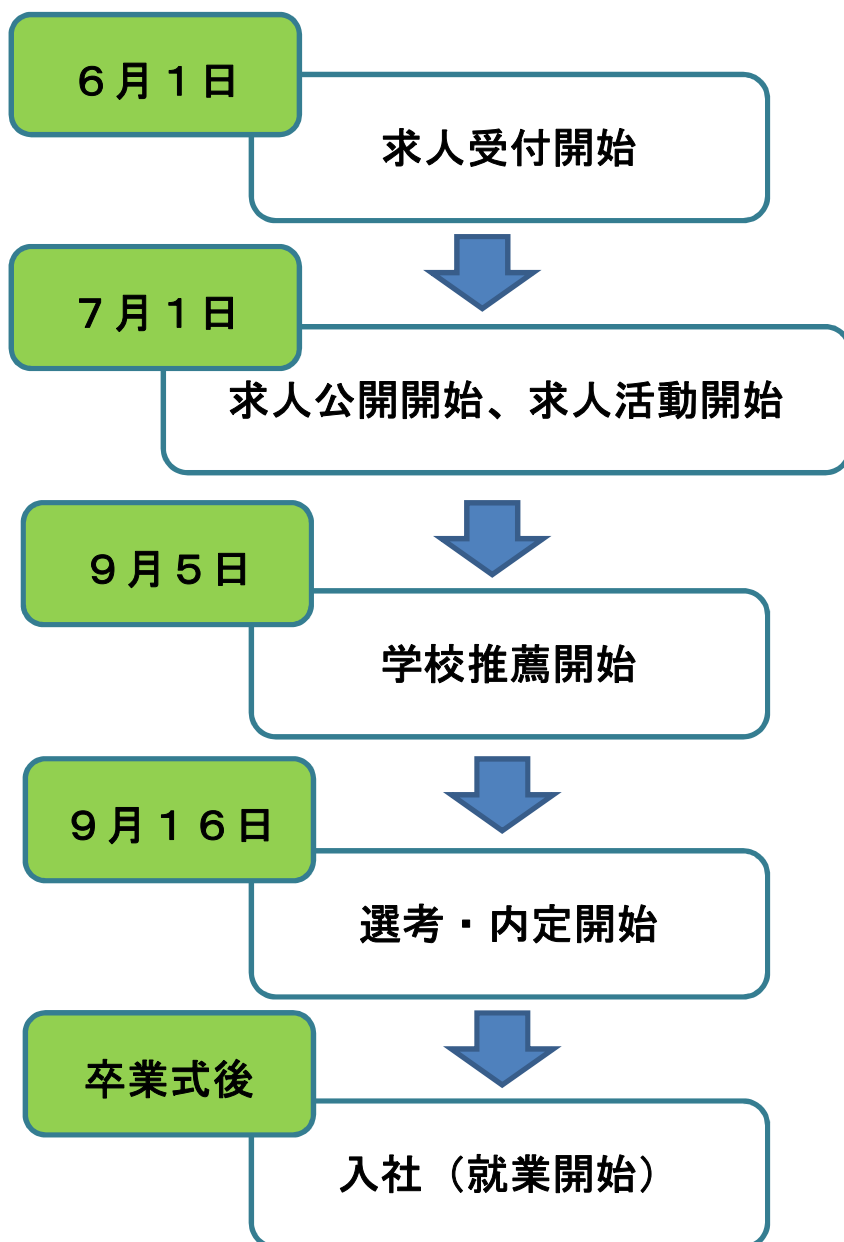 ６月１日
求人受付開始
７月１日
求人公開開始、求人活動開始
９月５日
学校推薦開始
９月１６日
選考・内定開始
卒業式後
入社（就業開始）